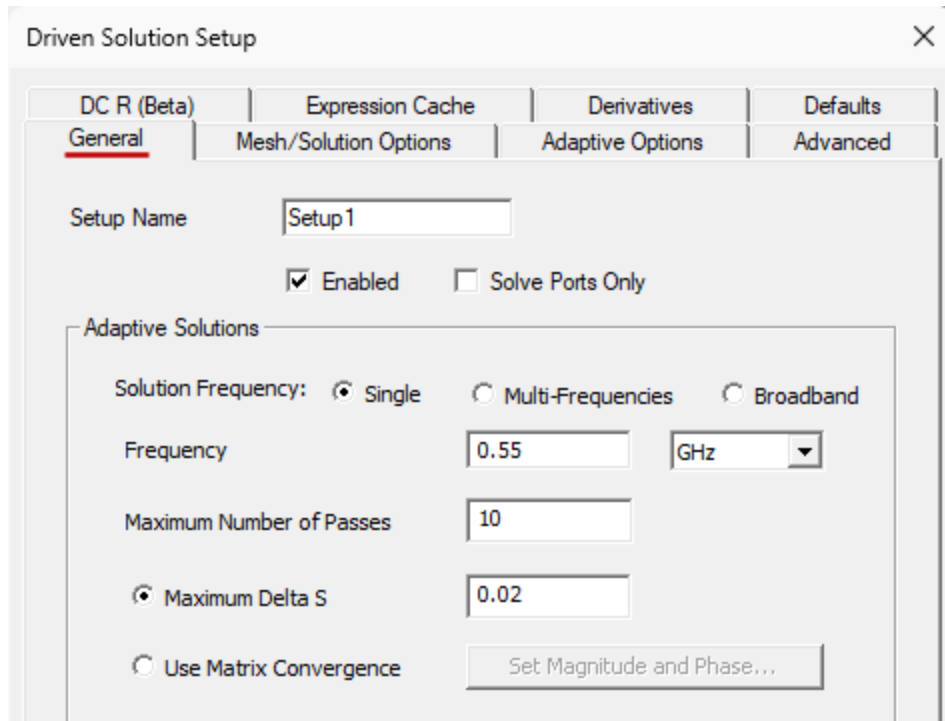 Driven Solution Setup
DC R (Beta) Expression Cache Derivatives Defaults
General Mesh/Solution Options Adaptive Options Advanced
Setup Name Setup1
Enabled Solve Ports Only
Adaptive Solutions
Solution Frequency: Single Multi-Frequencies Broadband
Frequency 0.55 GHz
Maximum Number of Passes 10
Maximum Delta S 0.02
Use Matrix Convergence Set Magnitude and Phase...